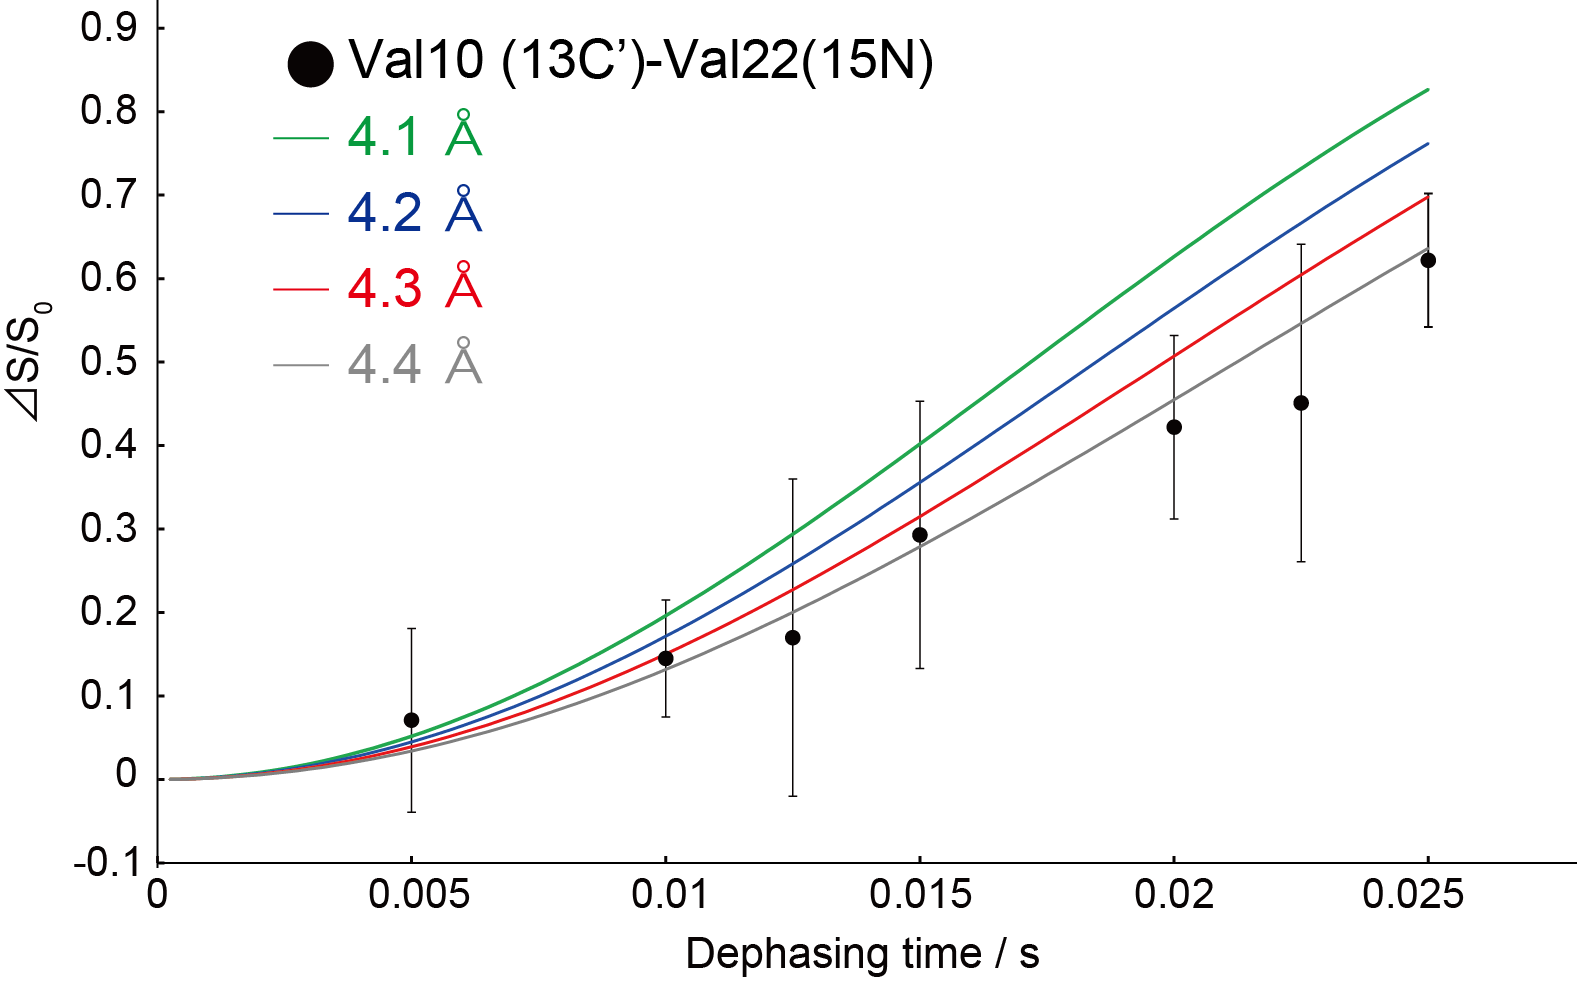 Val10 (13C’)-Val22(15N)
4.1 Å
4.2 Å
4.3 Å
4.4 Å
ΔS/S0
0.9
0.8
0.7
0.6
0.5
0.4
0.3
0.2
0.1
0
-0.1
0 0.005 0.01 0.015 0.02 0.025
Dephasing time / s